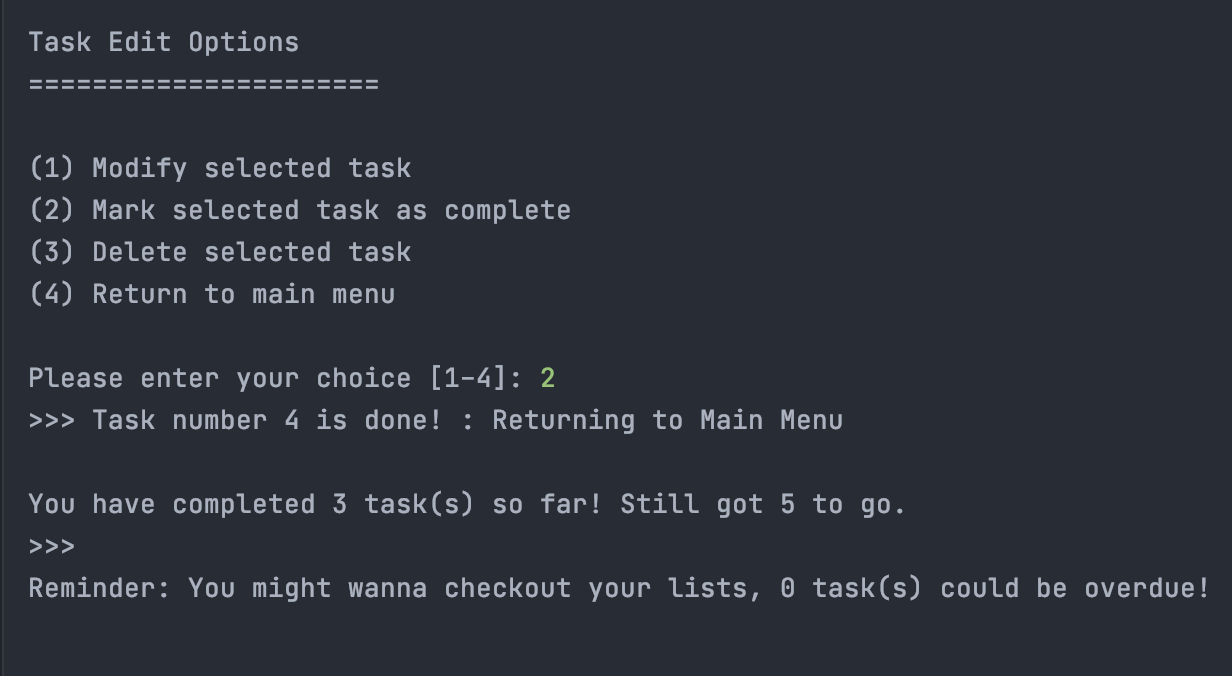 Task Edit Options
======================
(1) Modify selected task
(2) Mark selected task as complete
(3) Delete selected task
(4) Return to main menu
Please enter your choice [1-4]: 2
>>> Task number 4 is done! : Returning to Main Menu
You have completed 3 task(s) so far! Still got 5 to go.
>>>
Reminder: You might wanna checkout your lists, 0 task(s) could be overdue!